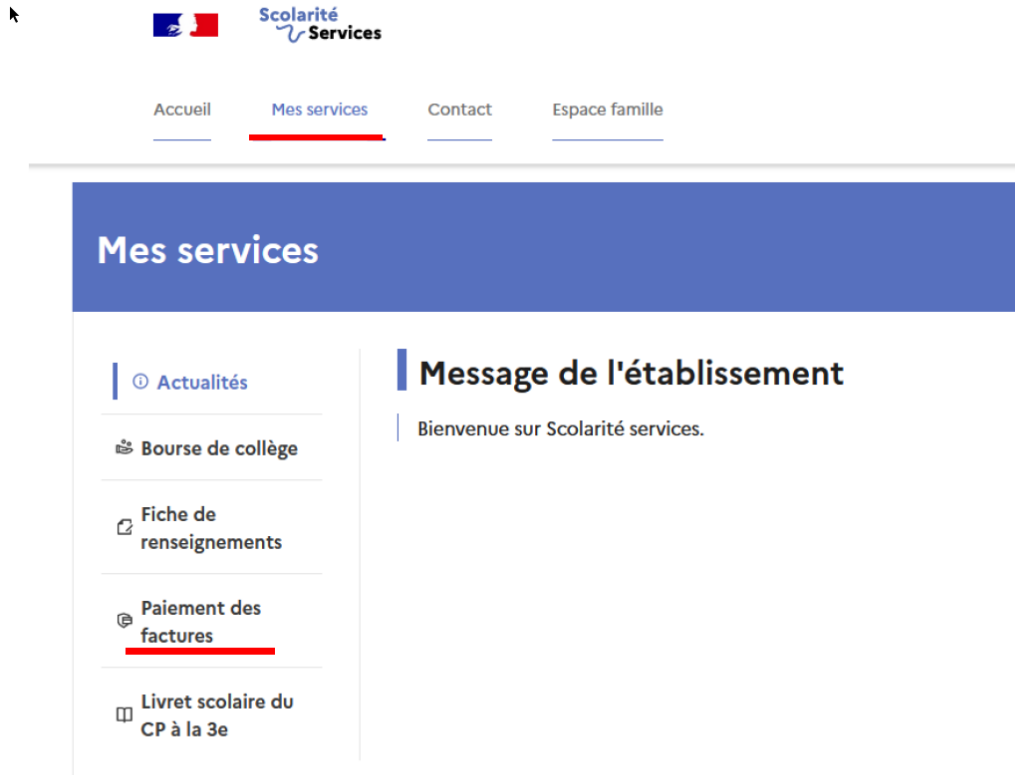 Scolarité
Services
Accueil Mes services Contact Espace famille
Mes services
Actualités
Bourse de collège
Fiche de
renseignements
Paiement des
factures
Livret scolaire du
CP à la 3e
Message de l'établissement
Bienvenue sur Scolarité services.